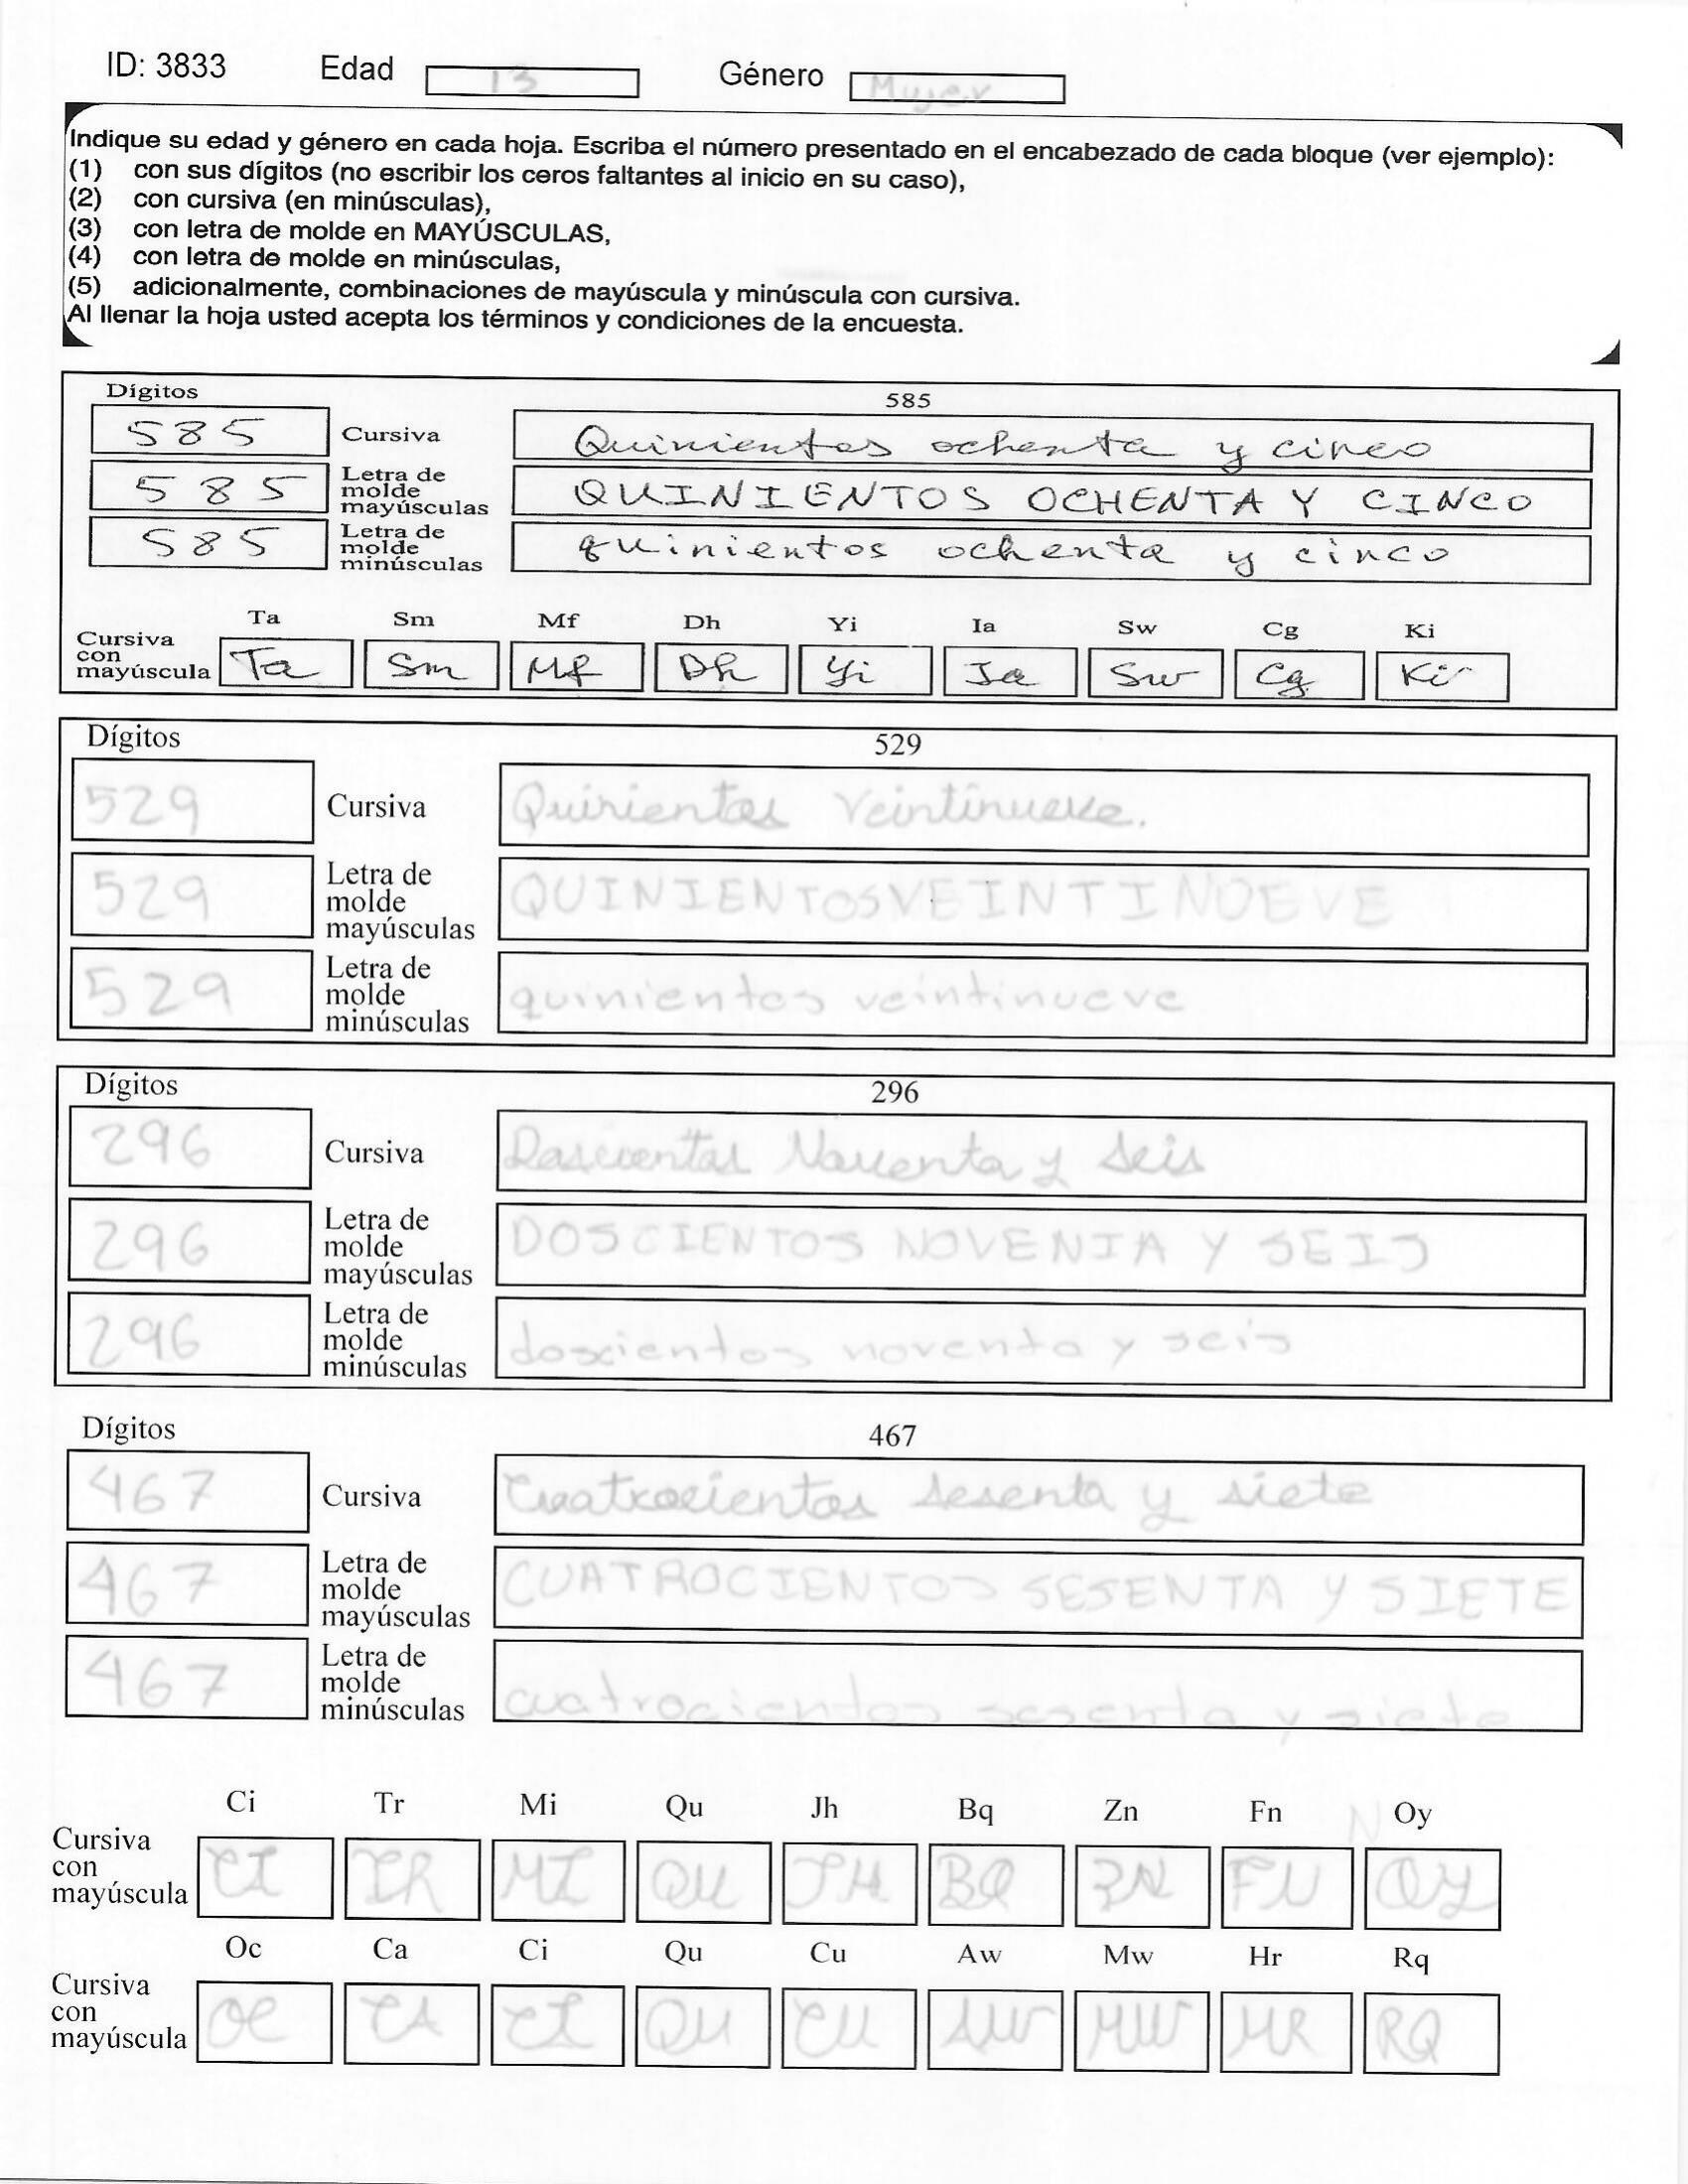 ID: 3833 Edad 13 Género Mujer
Indique su edad y género en cada hoja. Escriba el número presentado en el encabezado de cada bloque (ver ejemplo):
(1) con sus dígitos (no escribir los ceros faltantes al inicio en su caso),
(2) con cursiva (en minúsculas),
(3) con letra de molde en MAYÚSCULAS,
(4) con letra de molde en minúsculas,
(5) adicionalmente, combinaciones de mayúscula y minúscula con cursiva.
Al llenar la hoja usted acepta los términos y condiciones de la encuesta.
Dígitos 585
585 Cursiva Quinientos ochenta y cinco
585 Letra de molde mayúsculas QUINIENTOS OCHENTA Y CINCO
585 Letra de molde minúsculas quinientos ochenta y cinco
Ta Sm Mf Dh Yi Ia Sw Cg Ki
Cursiva con mayúscula Ta Sm Mf Dh Yi Ia Sw Cg Ki
Dígitos 529
529 Cursiva Quinientos Veintinueve.
529 Letra de molde mayúsculas QUINIENTOS VEINTINUEVE
529 Letra de molde minúsculas quinientos veintinueve
Dígitos 296
296 Cursiva Doscientos Noventa y seis
296 Letra de molde mayúsculas DOSCIENTOS NOVENTA Y SEIS
296 Letra de molde minúsculas doscientos noventa y seis
Dígitos 467
467 Cursiva Cuatrocientos sesenta y siete
467 Letra de molde mayúsculas CUATROCIENTOS SESENTA Y SIETE
467 Letra de molde minúsculas cuatrocientos sesenta y siete
Ci Tr Mi Qu Jh Bq Zn Fn N Oy
Cursiva con mayúscula CI TR MI QU JH BQ ZN FN OY
Oc Ca Ci Qu Cu Aw Mw Hr Rq
Cursiva con mayúscula OC CA CI QU CU AW MW HR RQ